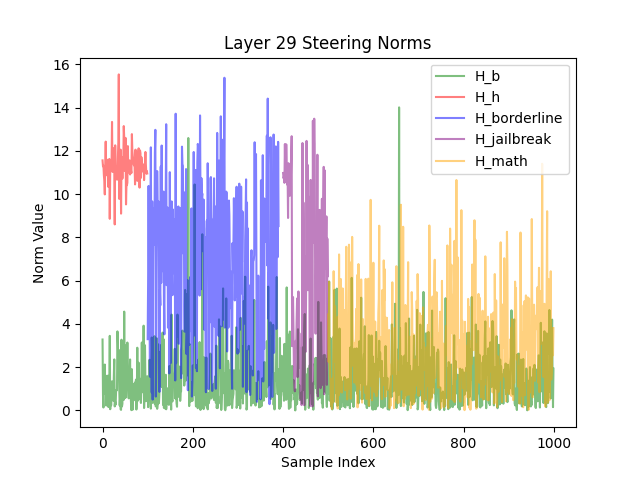 Layer 29 Steering Norms
H_b
H_h
H_borderline
H_jailbreak
H_math
Norm Value
16
14
12
10
8
6
4
2
0
0
200
400
600
800
1000
Sample Index